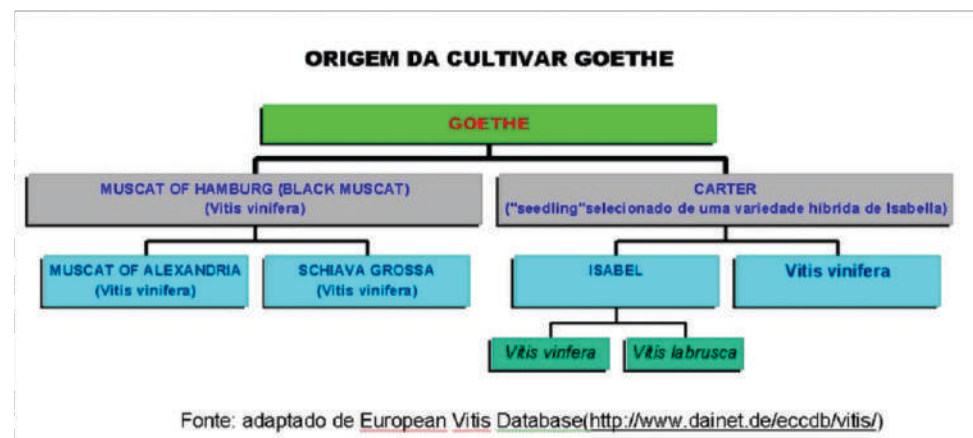 ORIGEM DA CULTIVAR GOETHE
GOETHE
MUSCAT OF HAMBURG (BLACK MUSCAT)
(Vitis vinifera)
CARTER
("seedling"selecionado de uma variedade híbrida de Isabella)
MUSCAT OF ALEXANDRIA
(Vitis vinifera)
SCHIAVA GROSSA
(Vitis vinifera)
ISABEL
Vitis vinifera
Vitis vinfera
Vitis labrusca
Fonte: adaptado de European Vitis Database(http://www.dainet.de/eccdb/vitis/)